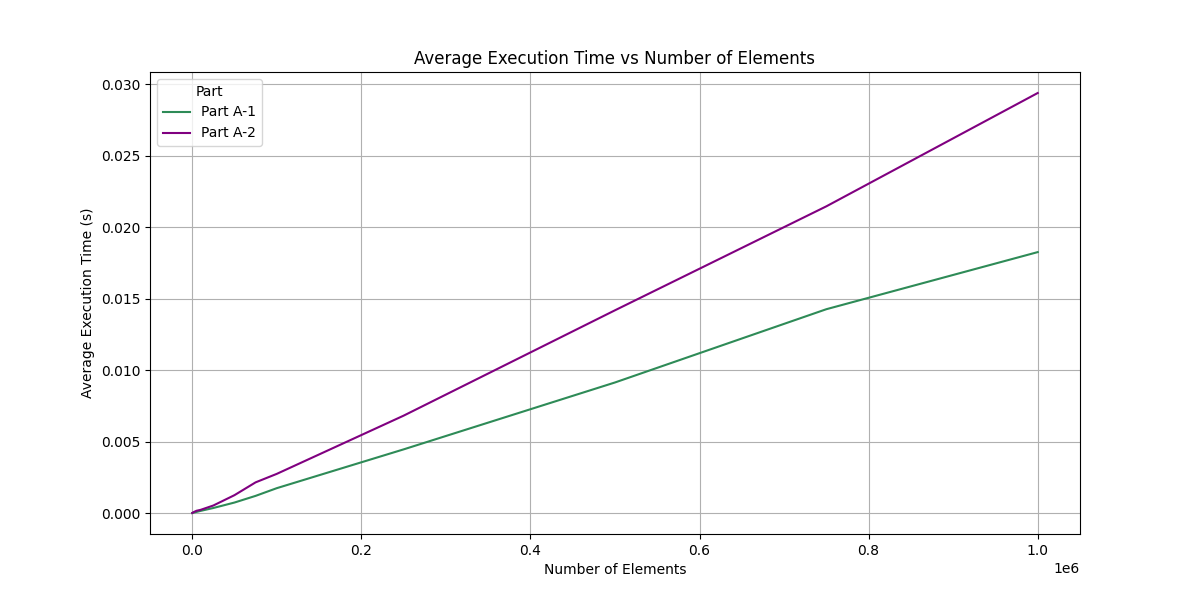 Average Execution Time vs Number of Elements
Part
Part A-1
Part A-2
Average Execution Time (s)
0.030
0.025
0.020
0.015
0.010
0.005
0.000
0.0 0.2 0.4 0.6 0.8 1.0
1e6
Number of Elements